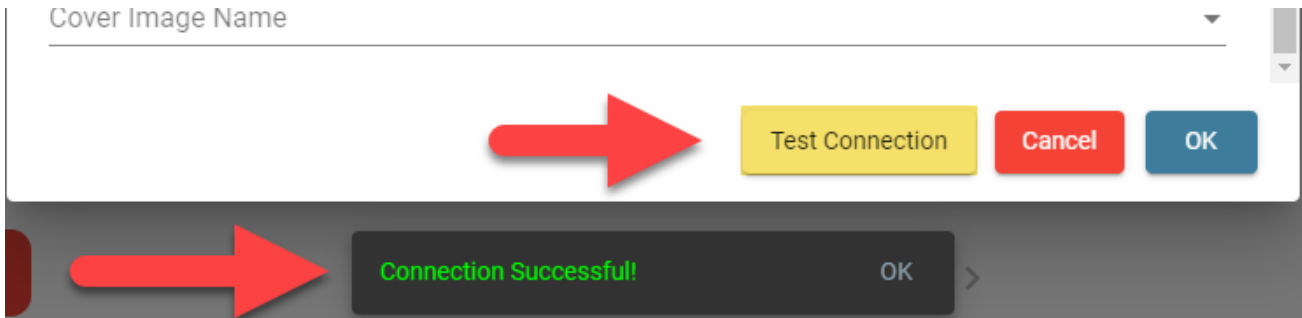 Cover Image Name
Test Connection Cancel OK
Connection Successful! OK